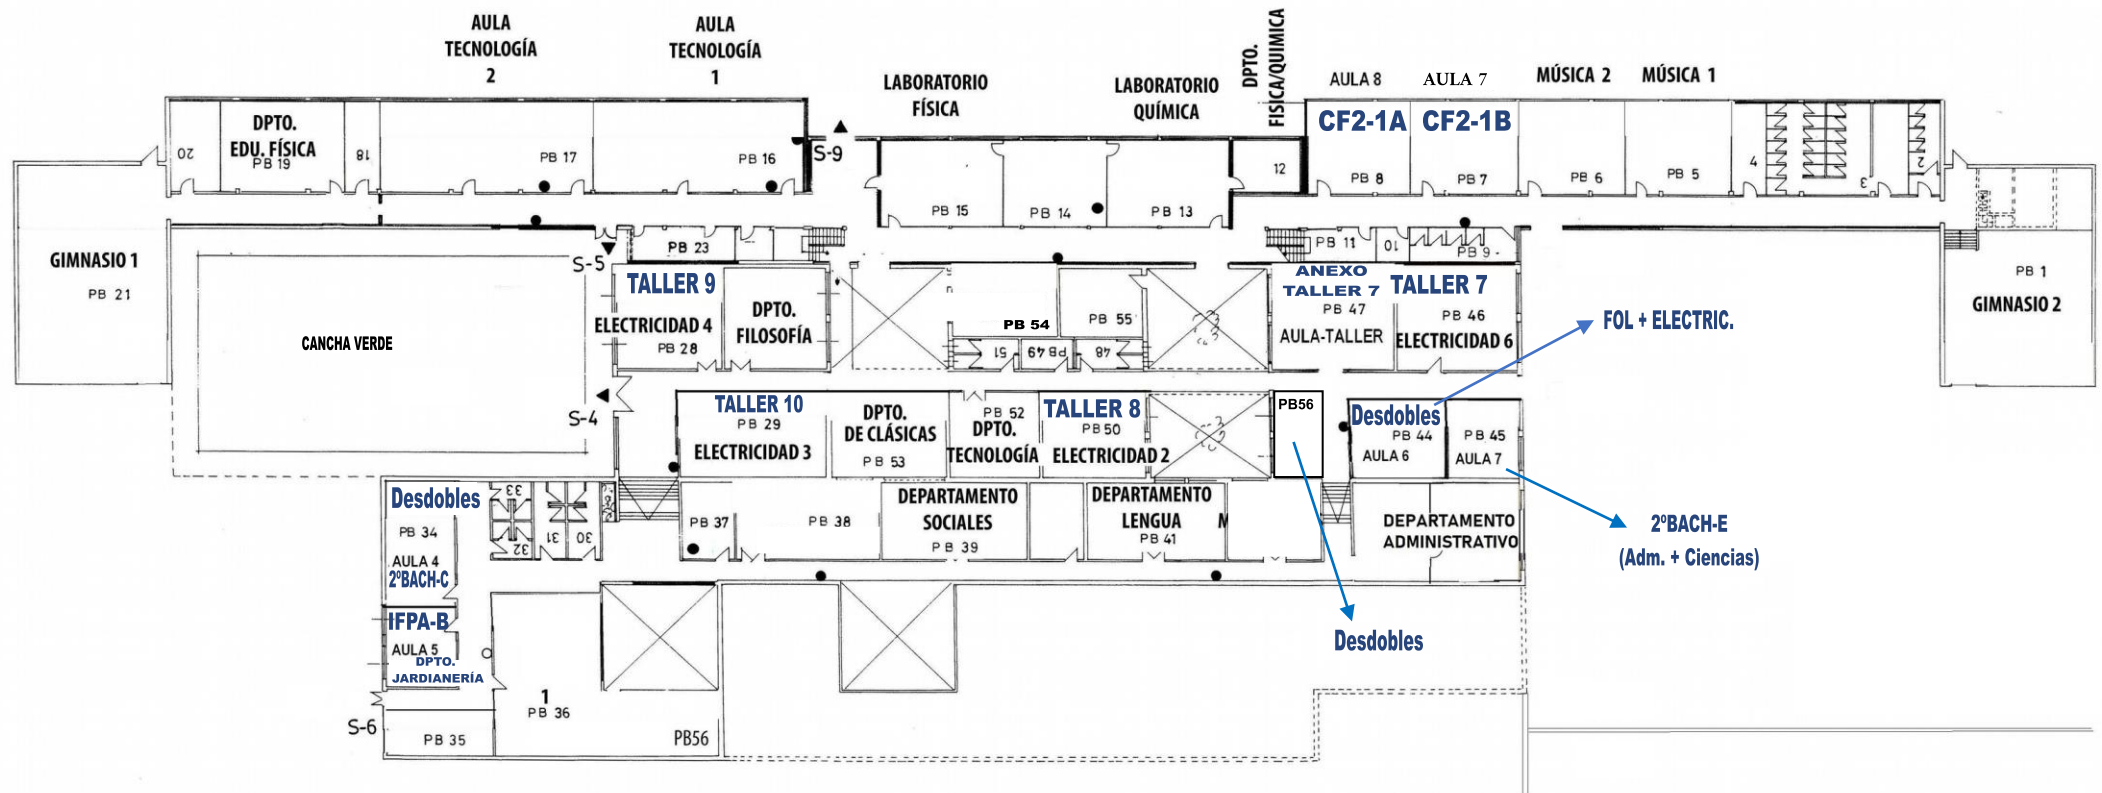 AULA
TECNOLOGÍA
2
AULA
TECNOLOGÍA
1
LABORATORIO
FÍSICA
LABORATORIO
QUÍMICA
DPTO.
FISICA/QUIMICA
AULA 8
AULA 7
MÚSICA 2
MÚSICA 1
20
DPTO.
EDU. FÍSICA
PB 19
18
PB 17
PB 16
S-9
PB 15
PB 14
PB 13
12
CF2-1A
PB 8
CF2-1B
PB 7
PB 6
PB 5
4
3
2
GIMNASIO 1
PB 21
CANCHA VERDE
S-5
PB 23
PB 11
10
PB 9
PB 1
GIMNASIO 2
TALLER 9
ELECTRICIDAD 4
PB 28
DPTO.
FILOSOFÍA
PB 54
PB 55
51
PB 49
48
ANEXO
TALLER 7
PB 47
AULA-TALLER
TALLER 7
PB 46
ELECTRICIDAD 6
FOL + ELECTRIC.
S-4
TALLER 10
PB 29
ELECTRICIDAD 3
DPTO.
DE CLÁSICAS
PB 53
PB 52
DPTO.
TECNOLOGÍA
TALLER 8
PB50
ELECTRICIDAD 2
PB56
Desdobles
PB 44
AULA 6
PB 45
AULA 7
Desdobles
PB 34
AULA 4
2ºBACH-C
33
32
31
30
PB 37
PB 38
DEPARTAMENTO
SOCIALES
PB 39
DEPARTAMENTO
LENGUA
PB 41
M
DEPARTAMENTO
ADMINISTRATIVO
2ºBACH-E
(Adm. + Ciencias)
IFPA-B
AULA 5
DPTO.
JARDIANERÍA
Desdobles
S-6
PB 35
1
PB 36
PB56